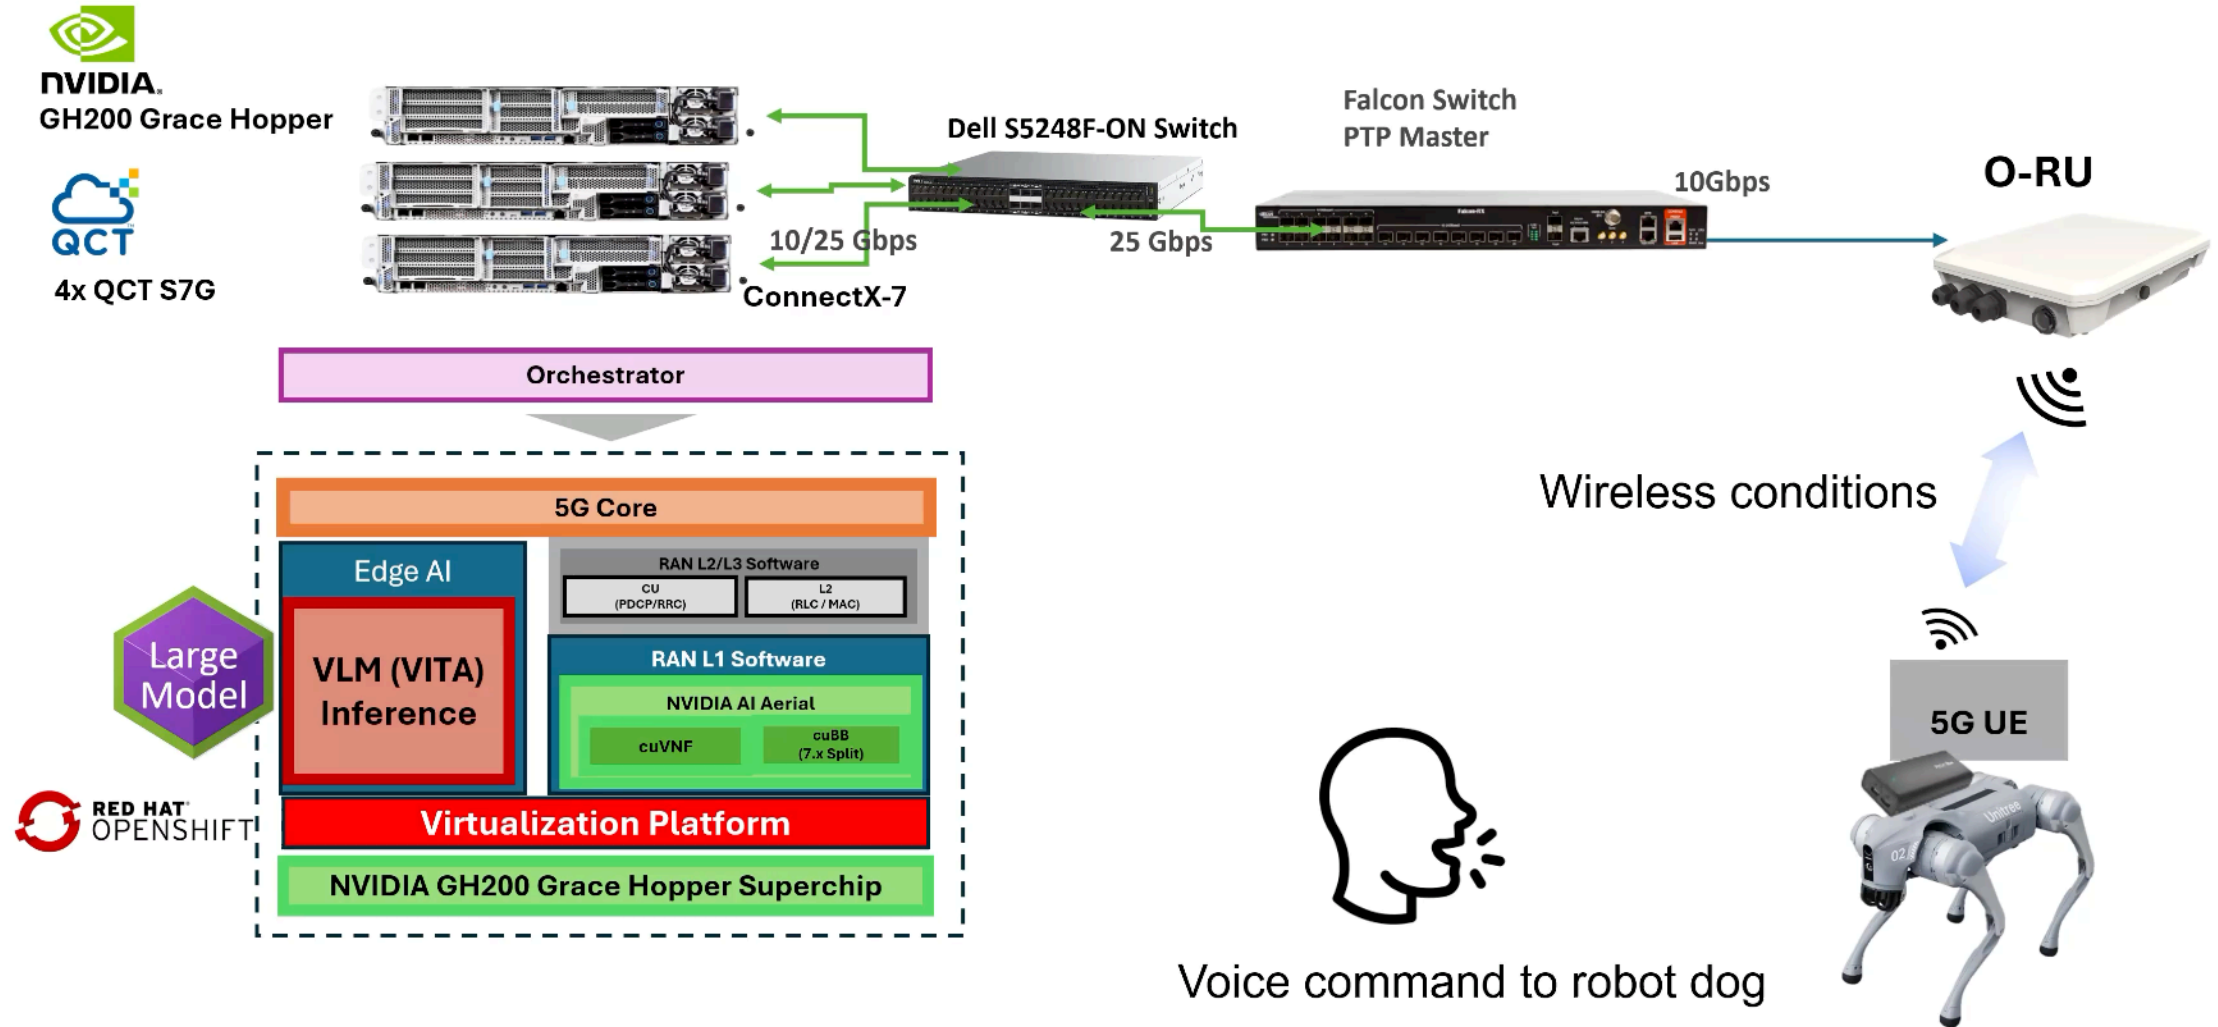 NVIDIA.
GH200 Grace Hopper
QCT
4x QCT S7G
Dell S5248F-ON Switch
10/25 Gbps
ConnectX-7
25 Gbps
Falcon Switch
PTP Master
10Gbps
O-RU
Orchestrator
5G Core
Edge AI
VLM (VITA)
Inference
RAN L2/L3 Software
CU
(PDCP/RRC)
L2
(RLC / MAC)
RAN L1 Software
NVIDIA AI Aerial
cuVNF
cuBB
(7.x Split)
Large
Model
RED HAT
OPENSHIFT
Virtualization Platform
NVIDIA GH200 Grace Hopper Superchip
Wireless conditions
5G UE
Unitree
02
Voice command to robot dog